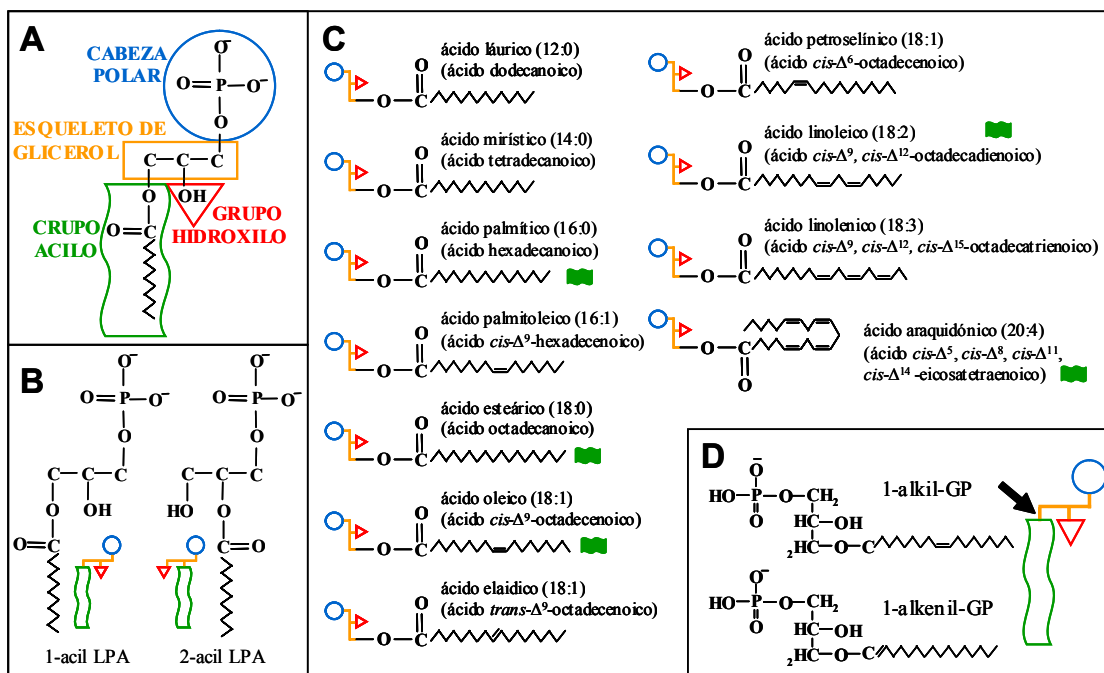 A
CABEZA
POLAR
O⁻
O=P—O⁻
O
ESQUELETO DE
GLICEROL
C C C
O OH
O=C
CRUPO
ACILO
GRUPO
HIDROXILO
B
O⁻
O=P—O⁻
O
C C C
O OH
O=C
1-acil LPA
O⁻
O=P—O⁻
O
C C C
HO O
C=O
2-acil LPA
C
ácido láurico (12:0)
(ácido dodecanoico)
O
O—C
ácido mirístico (14:0)
(ácido tetradecanoico)
O
O—C
ácido palmítico (16:0)
(ácido hexadecanoico)
O
O—C
ácido palmitoleico (16:1)
(ácido cis-Δ⁹-hexadecenoico)
O
O—C
ácido esteárico (18:0)
(ácido octadecanoico)
O
O—C
ácido oleico (18:1)
(ácido cis-Δ⁹-octadecenoico)
O
O—C
ácido elaidico (18:1)
(ácido trans-Δ⁹-octadecenoico)
O
O—C
ácido petroselínico (18:1)
(ácido cis-Δ⁶-octadecenoico)
O
O—C
ácido linoleico (18:2)
(ácido cis-Δ⁹, cis-Δ¹²-octadecadienoico)
O
O—C
ácido linolenico (18:3)
(ácido cis-Δ⁹, cis-Δ¹², cis-Δ¹⁵-octadecatrienoico)
O
O—C
ácido araquidónico (20:4)
(ácido cis-Δ⁵, cis-Δ⁸, cis-Δ¹¹,
cis-Δ¹⁴ -eicosatetraenoico)
O—C
O
D
1-alkil-GP
O⁻
HO—P—O—CH₂
O
HC—OH
₂HC—O—C
1-alkenil-GP
O⁻
HO—P—O—CH₂
O
HC—OH
₂HC—O—C